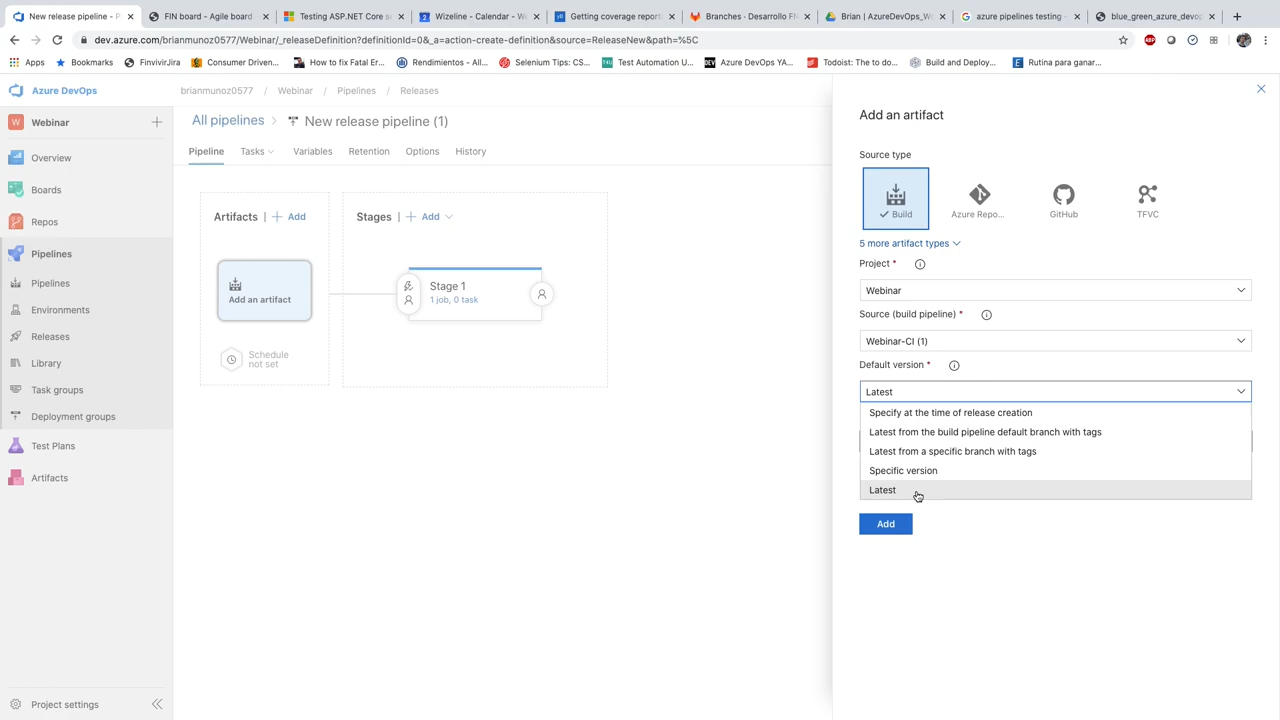 New release pipeline - P
FIN board - Agile board
Testing ASP.NET Core s
Wizeline - Calendar - We
Getting coverage report
Branches · Desarrollo FN
Brian | AzureDevOps_We
azure pipelines testing -
blue_green_azure_devop
dev.azure.com/brianmunoz0577/Webinar/_releaseDefinition?definitionId=0&_a=action-create-definition&source=ReleaseNew&path=%5C
ABP
Apps
Bookmarks
Finvivir.Jira
Consumer Driven...
How to fix Fatal Er...
Rendimientos - All...
Selenium Tips: CS...
Test Automation U...
Azure DevOps YA...
Todoist: The to do...
Build and Deploy...
Rutina para ganar...
Azure DevOps
brianmunoz0577 / Webinar / Pipelines / Releases
W Webinar
All pipelines > New release pipeline (1)
Pipeline Tasks Variables Retention Options History
Overview
Boards
Repos
Pipelines
Pipelines
Environments
Releases
Library
Task groups
Deployment groups
Test Plans
Artifacts
Project settings
Artifacts | + Add
Add an artifact
Schedule
not set
Stages | + Add
Stage 1
1 job, 0 task
Add an artifact
Source type
Build
Azure Repo...
GitHub
TFVC
5 more artifact types
Project *
Webinar
Source (build pipeline) *
Webinar-CI (1)
Default version *
Latest
Specify at the time of release creation
Latest from the build pipeline default branch with tags
Latest from a specific branch with tags
Specific version
Latest
Add